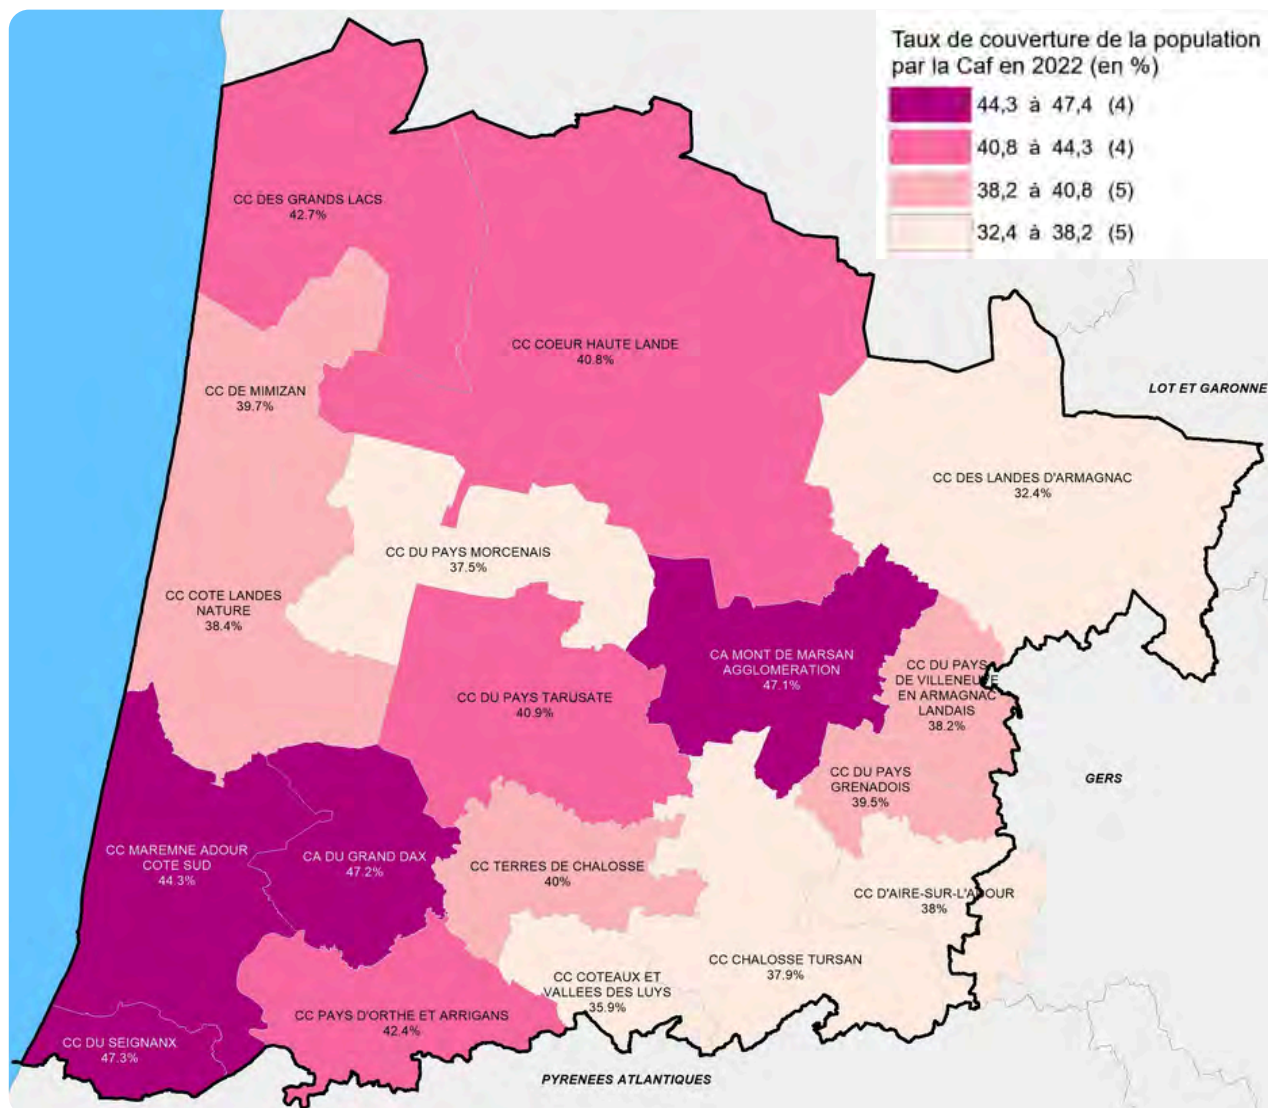 Taux de couverture de la population
par la Caf en 2022 (en %)
44,3 à 47,4 (4)
40,8 à 44,3 (4)
38,2 à 40,8 (5)
32,4 à 38,2 (5)
CC DES GRANDS LACS
42.7%
CC COEUR HAUTE LANDE
40.8%
CC DE MIMIZAN
39.7%
LOT ET GARONNE
CC DES LANDES D'ARMAGNAC
32.4%
CC DU PAYS MORCENAIS
37.5%
CC COTE LANDES
NATURE
38.4%
CA MONT DE MARSAN
AGGLOMERATION
47.1%
CC DU PAYS
DE VILLENEUVE
EN ARMAGNAC
LANDAIS
38.2%
CC DU PAYS TARUSATE
40.9%
CC DU PAYS
GRENADOIS
39.5%
GERS
CC MAREMNE ADOUR
COTE SUD
44.3%
CA DU GRAND DAX
47.2%
CC TERRES DE CHALOSSE
40%
CC D'AIRE-SUR-L'ADOUR
38%
CC CHALOSSE TURSAN
37.9%
CC COTEAUX ET
VALLEES DES LUYS
35.9%
CC PAYS D'ORTHE ET ARRIGANS
42.4%
CC DU SEIGNANX
47.3%
PYRENEES ATLANTIQUES